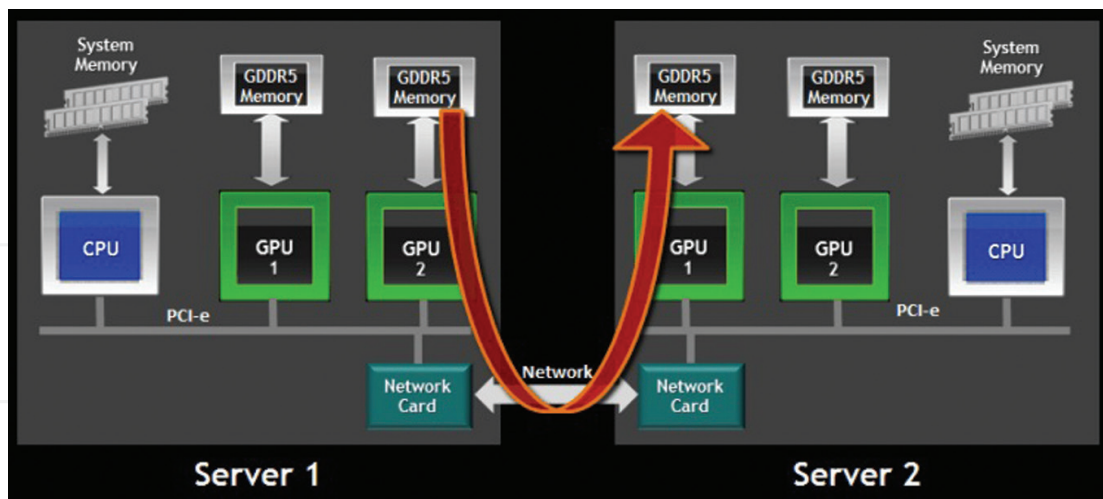 System
Memory
GDDR5
Memory
GDDR5
Memory
CPU
GPU
1
GPU
2
PCI-e
Network
Card
Server 1
Network
GDDR5
Memory
GDDR5
Memory
System
Memory
GPU
1
GPU
2
CPU
PCI-e
Network
Card
Server 2